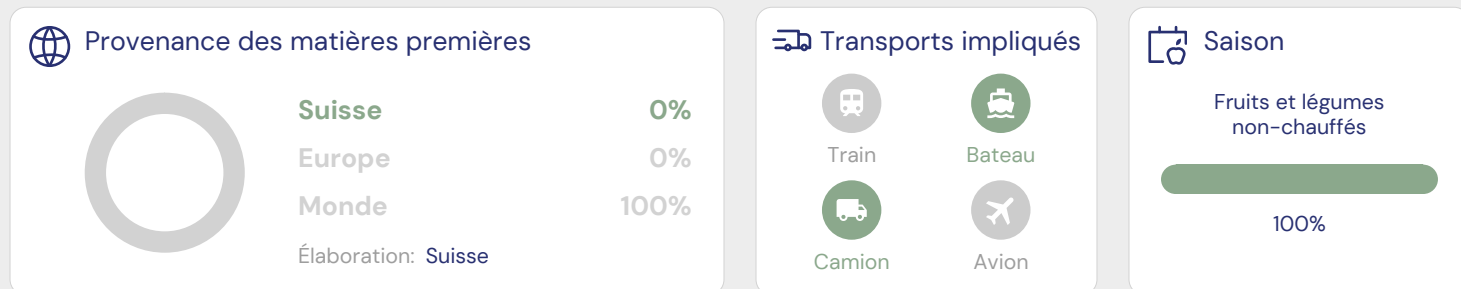 Provenance des matières premières
Suisse 0%
Europe 0%
Monde 100%
Élaboration: Suisse
Transports impliqués
Train
Bateau
Camion
Avion
Saison
Fruits et légumes
non-chauffés
100%